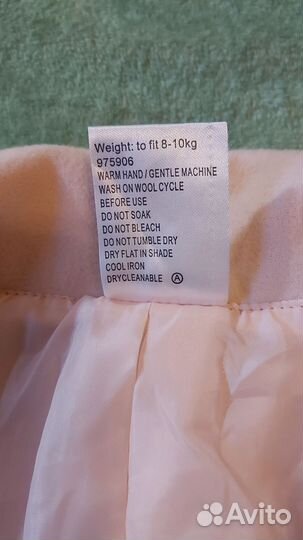 Weight: to fit 8-10kg
975906
WARM HAND / GENTLE MACHINE
WASH ON WOOL CYCLE
BEFORE USE
DO NOT SOAK
DO NOT BLEACH
DO NOT TUMBLE DRY
DRY FLAT IN SHADE
COOL IRON
DRYCLEANABLE Ⓐ
Avito